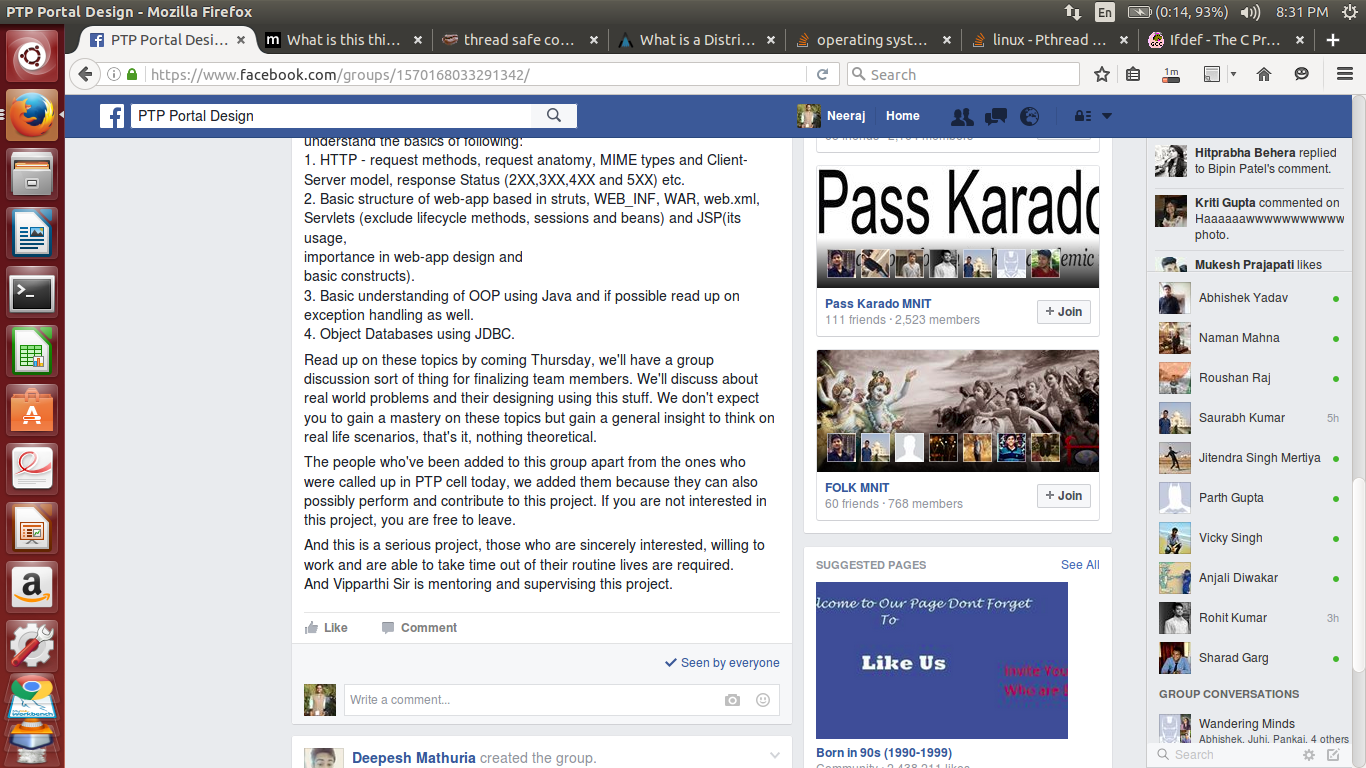 PTP Portal Design - Mozilla Firefox
En
(0:14, 93%)
8:31 PM
PTP Portal Desi...
What is this thi...
thread safe co...
What is a Distri...
operating syst...
linux - Pthread ...
Ifdef - The C Pr...
https://www.facebook.com/groups/1570168033291342/
Search
1m
PTP Portal Design
Neeraj
Home
understand the basics of following:
1. HTTP - request methods, request anatomy, MIME types and Client-
Server model, response Status (2XX,3XX,4XX and 5XX) etc.
2. Basic structure of web-app based in struts, WEB_INF, WAR, web.xml,
Servlets (exclude lifecycle methods, sessions and beans) and JSP(its
usage,
importance in web-app design and
basic constructs).
3. Basic understanding of OOP using Java and if possible read up on
exception handling as well.
4. Object Databases using JDBC.
Read up on these topics by coming Thursday, we'll have a group
discussion sort of thing for finalizing team members. We'll discuss about
real world problems and their designing using this stuff. We don't expect
you to gain a mastery on these topics but gain a general insight to think on
real life scenarios, that's it, nothing theoretical.
The people who've been added to this group apart from the ones who
were called up in PTP cell today, we added them because they can also
possibly perform and contribute to this project. If you are not interested in
this project, you are free to leave.
And this is a serious project, those who are sincerely interested, willing to
work and are able to take time out of their routine lives are required.
And Vipparthi Sir is mentoring and supervising this project.
Like
Comment
Seen by everyone
Write a comment...
Deepesh Mathuria created the group.
Pass Karado
Pass Karado MNIT
111 friends · 2,523 members
+ Join
FOLK MNIT
60 friends · 768 members
+ Join
SUGGESTED PAGES
See All
lcome to Our Page Dont Forget
To
Like Us
Born in 90s (1990-1999)
Hitprabha Behera replied
to Bipin Patel's comment.
Kriti Gupta commented on
Haaaaaawwwwwwwwwww
photo.
Mukesh Prajapati likes
Abhishek Yadav
Naman Mahna
Roushan Raj
Saurabh Kumar
5h
Jitendra Singh Mertiya
Parth Gupta
Vicky Singh
Anjali Diwakar
Rohit Kumar
3h
Sharad Garg
GROUP CONVERSATIONS
Wandering Minds
Abhishek, Juhi, Pankaj, 4 others
Search